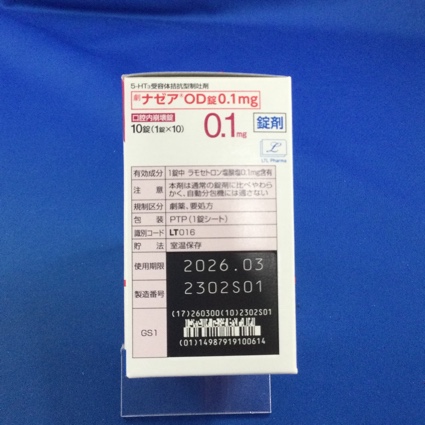 5-HT₃受容体拮抗型制吐剤
劇 ナゼア®OD錠0.1mg
口腔内崩壊錠
10錠(1錠×10)
0.1mg
錠剤
LTL Pharma
有効成分 1錠中 ラモセトロン塩酸塩0.1mg含有
注意 本剤は通常の錠剤に比べやわら
かく、自動分包機には適さない
規制区分 劇薬、要処方
包装 PTP(1錠シート)
識別コード LT016
貯法 室温保存
使用期限 2026.03
製造番号 2302S01
(17)260300(10)2302S01
GS1
(01)14987919100614